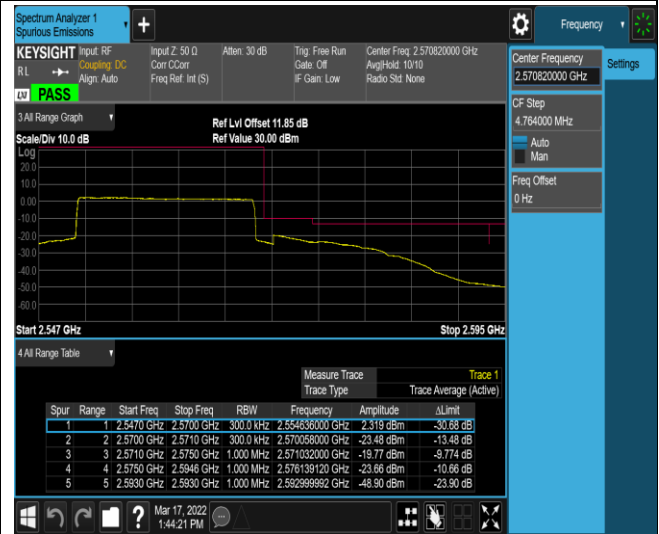 Spectrum Analyzer 1
Spurious Emissions
Frequency
KEYSIGHT
R L
LXI
PASS
Input: RF
Coupling: DC
Align: Auto
Input Z: 50 Ω
Corr CCorr
Freq Ref: Int (S)
Atten: 30 dB
Trig: Free Run
Gate: Off
IF Gain: Low
Center Freq: 2.570820000 GHz
Avg|Hold: 10/10
Radio Std: None
Center Frequency
2.570820000 GHz
Settings
CF Step
4.764000 MHz
Auto
Man
Freq Offset
0 Hz
3 All Range Graph
Scale/Div 10.0 dB
Ref Lvl Offset 11.85 dB
Ref Value 30.00 dBm
Log
20.0
10.0
0.00
-10.0
-20.0
-30.0
-40.0
-50.0
-60.0
Start 2.547 GHz
Stop 2.595 GHz
4 All Range Table
Measure Trace Trace 1
Trace Type Trace Average (Active)
Spur Range Start Freq Stop Freq RBW Frequency Amplitude ΔLimit
1 1 2.5470 GHz 2.5700 GHz 300.0 kHz 2.554636000 GHz 2.319 dBm -30.68 dB
2 2 2.5700 GHz 2.5710 GHz 300.0 kHz 2.570058000 GHz -23.48 dBm -13.48 dB
3 3 2.5710 GHz 2.5750 GHz 1.000 MHz 2.571032000 GHz -19.77 dBm -9.774 dB
4 4 2.5750 GHz 2.5946 GHz 1.000 MHz 2.576139120 GHz -23.66 dBm -10.66 dB
5 5 2.5930 GHz 2.5930 GHz 1.000 MHz 2.592999992 GHz -48.90 dBm -23.90 dB
?
Mar 17, 2022
1:44:21 PM